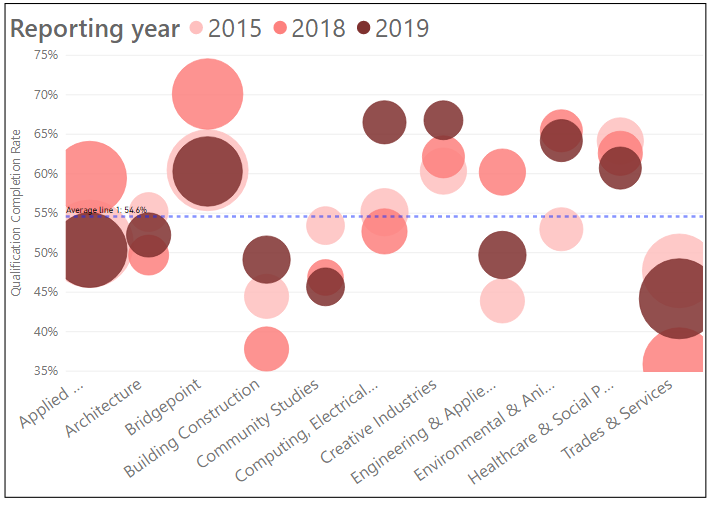 Reporting year 2015 2018 2019
75%
70%
65%
60%
55%
50%
45%
40%
35%
Qualification Completion Rate
Average line 1: 54.6%
Applied ...
Architecture
Bridgepoint
Building Construction
Community Studies
Computing, Electrical...
Creative Industries
Engineering & Applie...
Environmental & Ani...
Healthcare & Social P...
Trades & Services